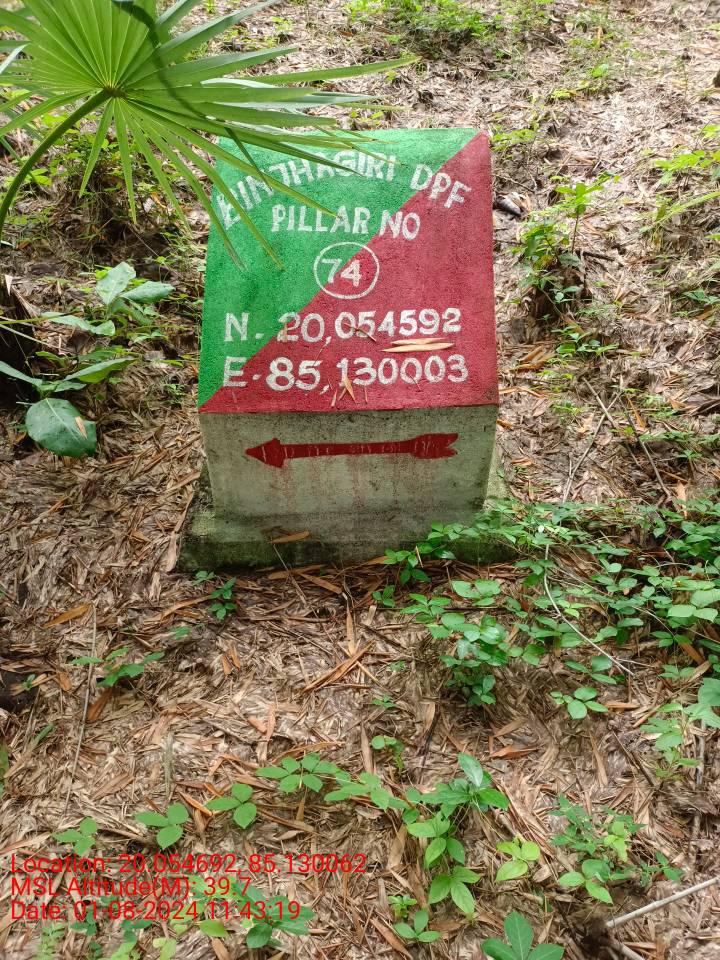 BINJHAGIRI DPF
PILLAR NO
74
N. 20,054592
E. 85,130003
Location: 20.054692, 85.130062
MSL Altitude(M): 39.7
Date: 01-08-2024 11:43:19